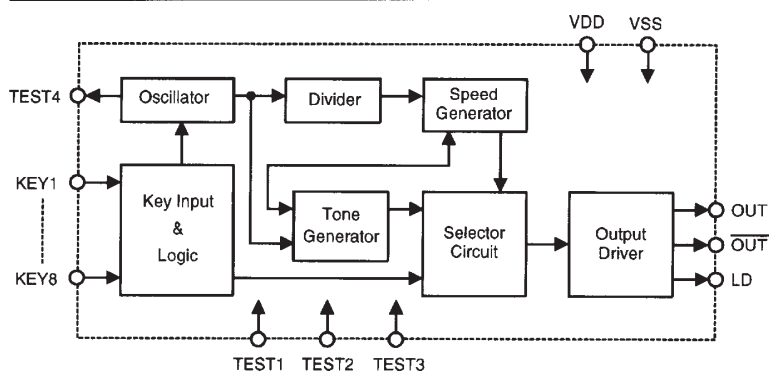 VDD VSS
TEST4
Oscillator
Divider
Speed
Generator
KEY1
Key Input
&
Logic
Tone
Generator
Selector
Circuit
Output
Driver
OUT
OUT
LD
KEY8
TEST1 TEST2 TEST3